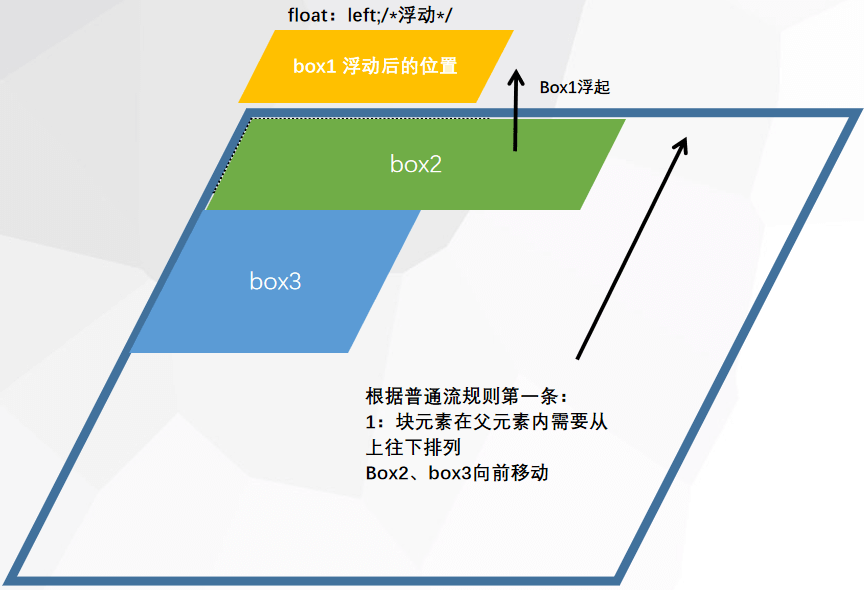 float：left;/*浮动*/
box1 浮动后的位置
Box1浮起
box2
box3
根据普通流规则第一条：
1：块元素在父元素内需要从
上往下排列
Box2、box3向前移动